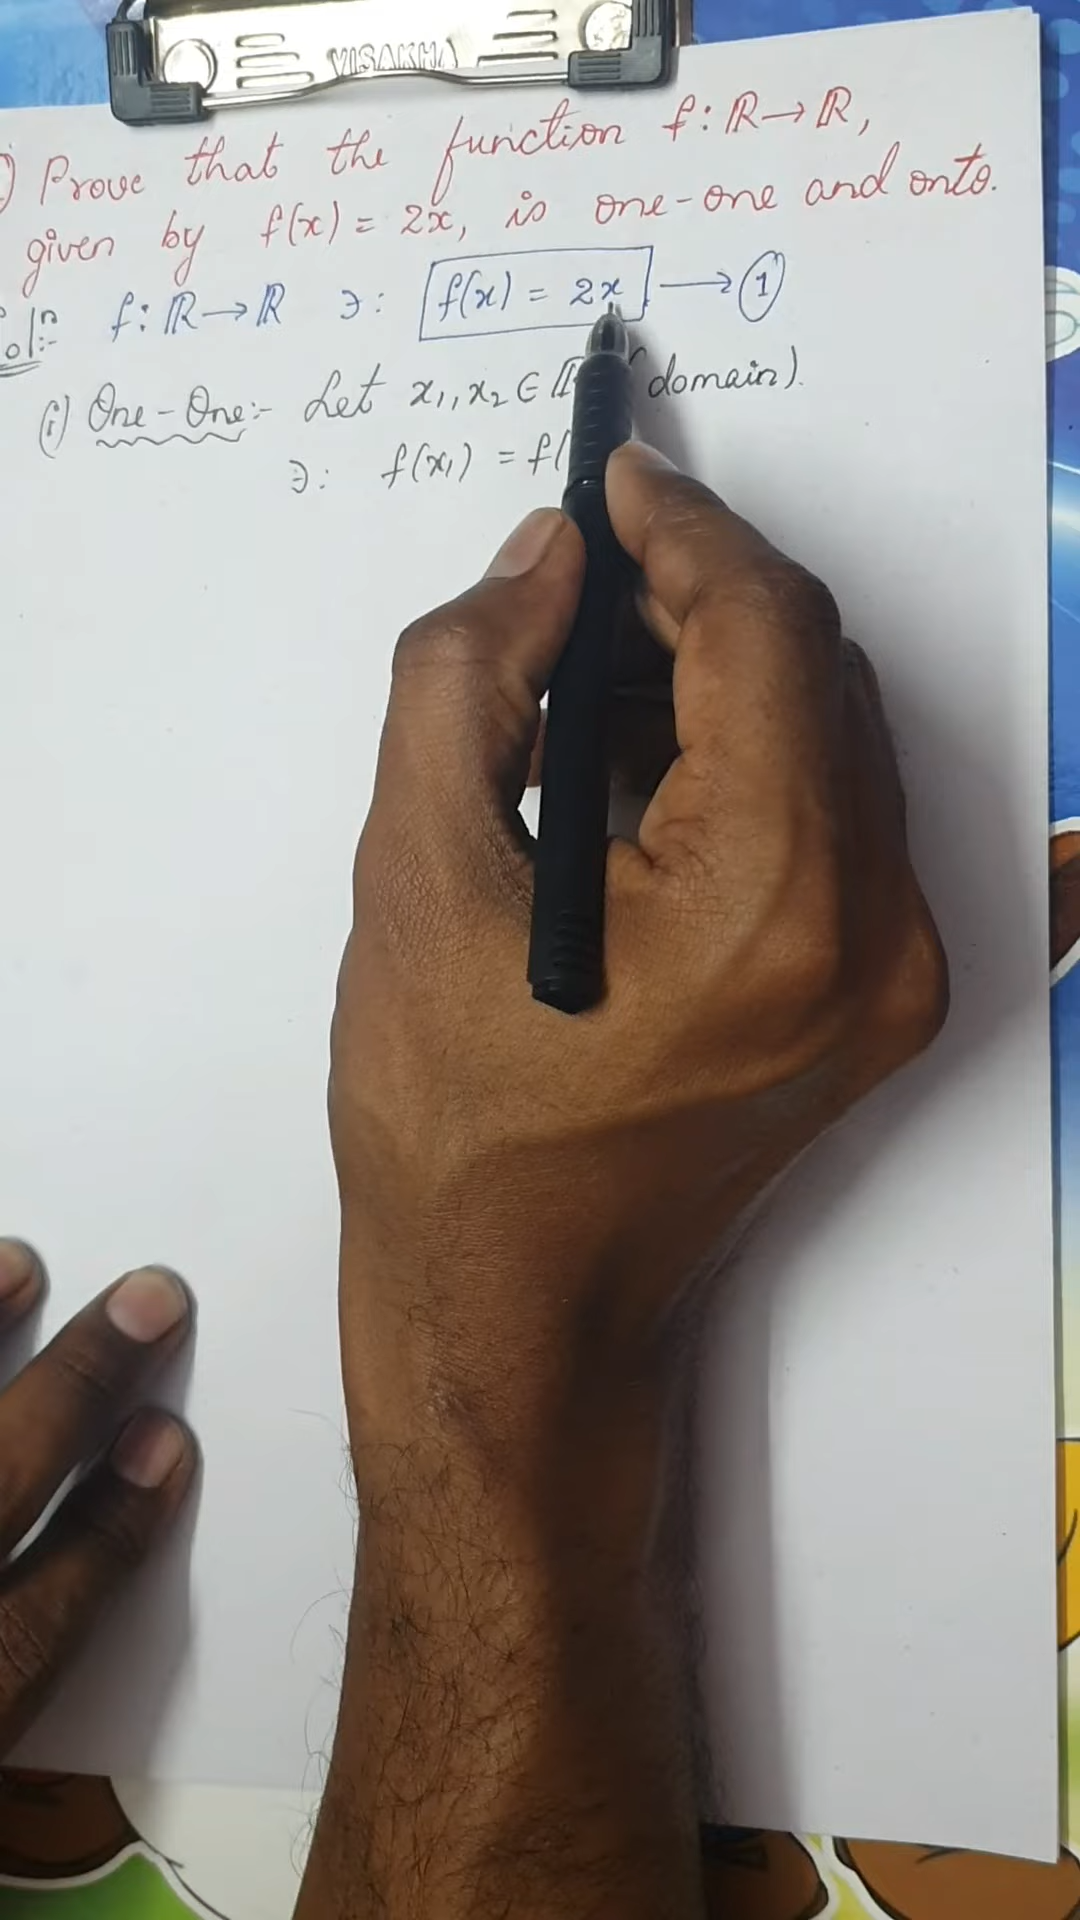 VISAKHA
) Prove that the function f: ℝ→ℝ,
given by f(x) = 2x, is one-one and onto.
Solⁿ:- f: ℝ→ℝ ∋: f(x) = 2x → ①
(i) One-One:- Let x₁, x₂ ∈ ℝ (domain).
∋: f(x₁) = f(